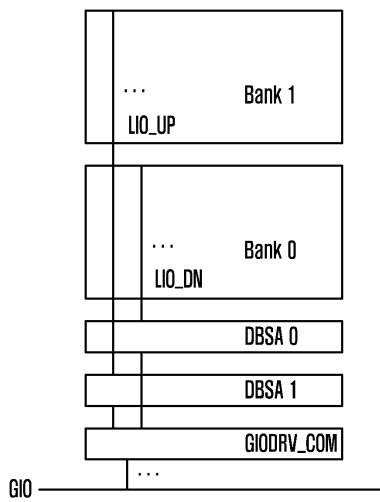 ...
Bank 1
LIO_UP
...
Bank 0
LIO_DN
DBSA 0
DBSA 1
GIODRV_COM
...
GIO